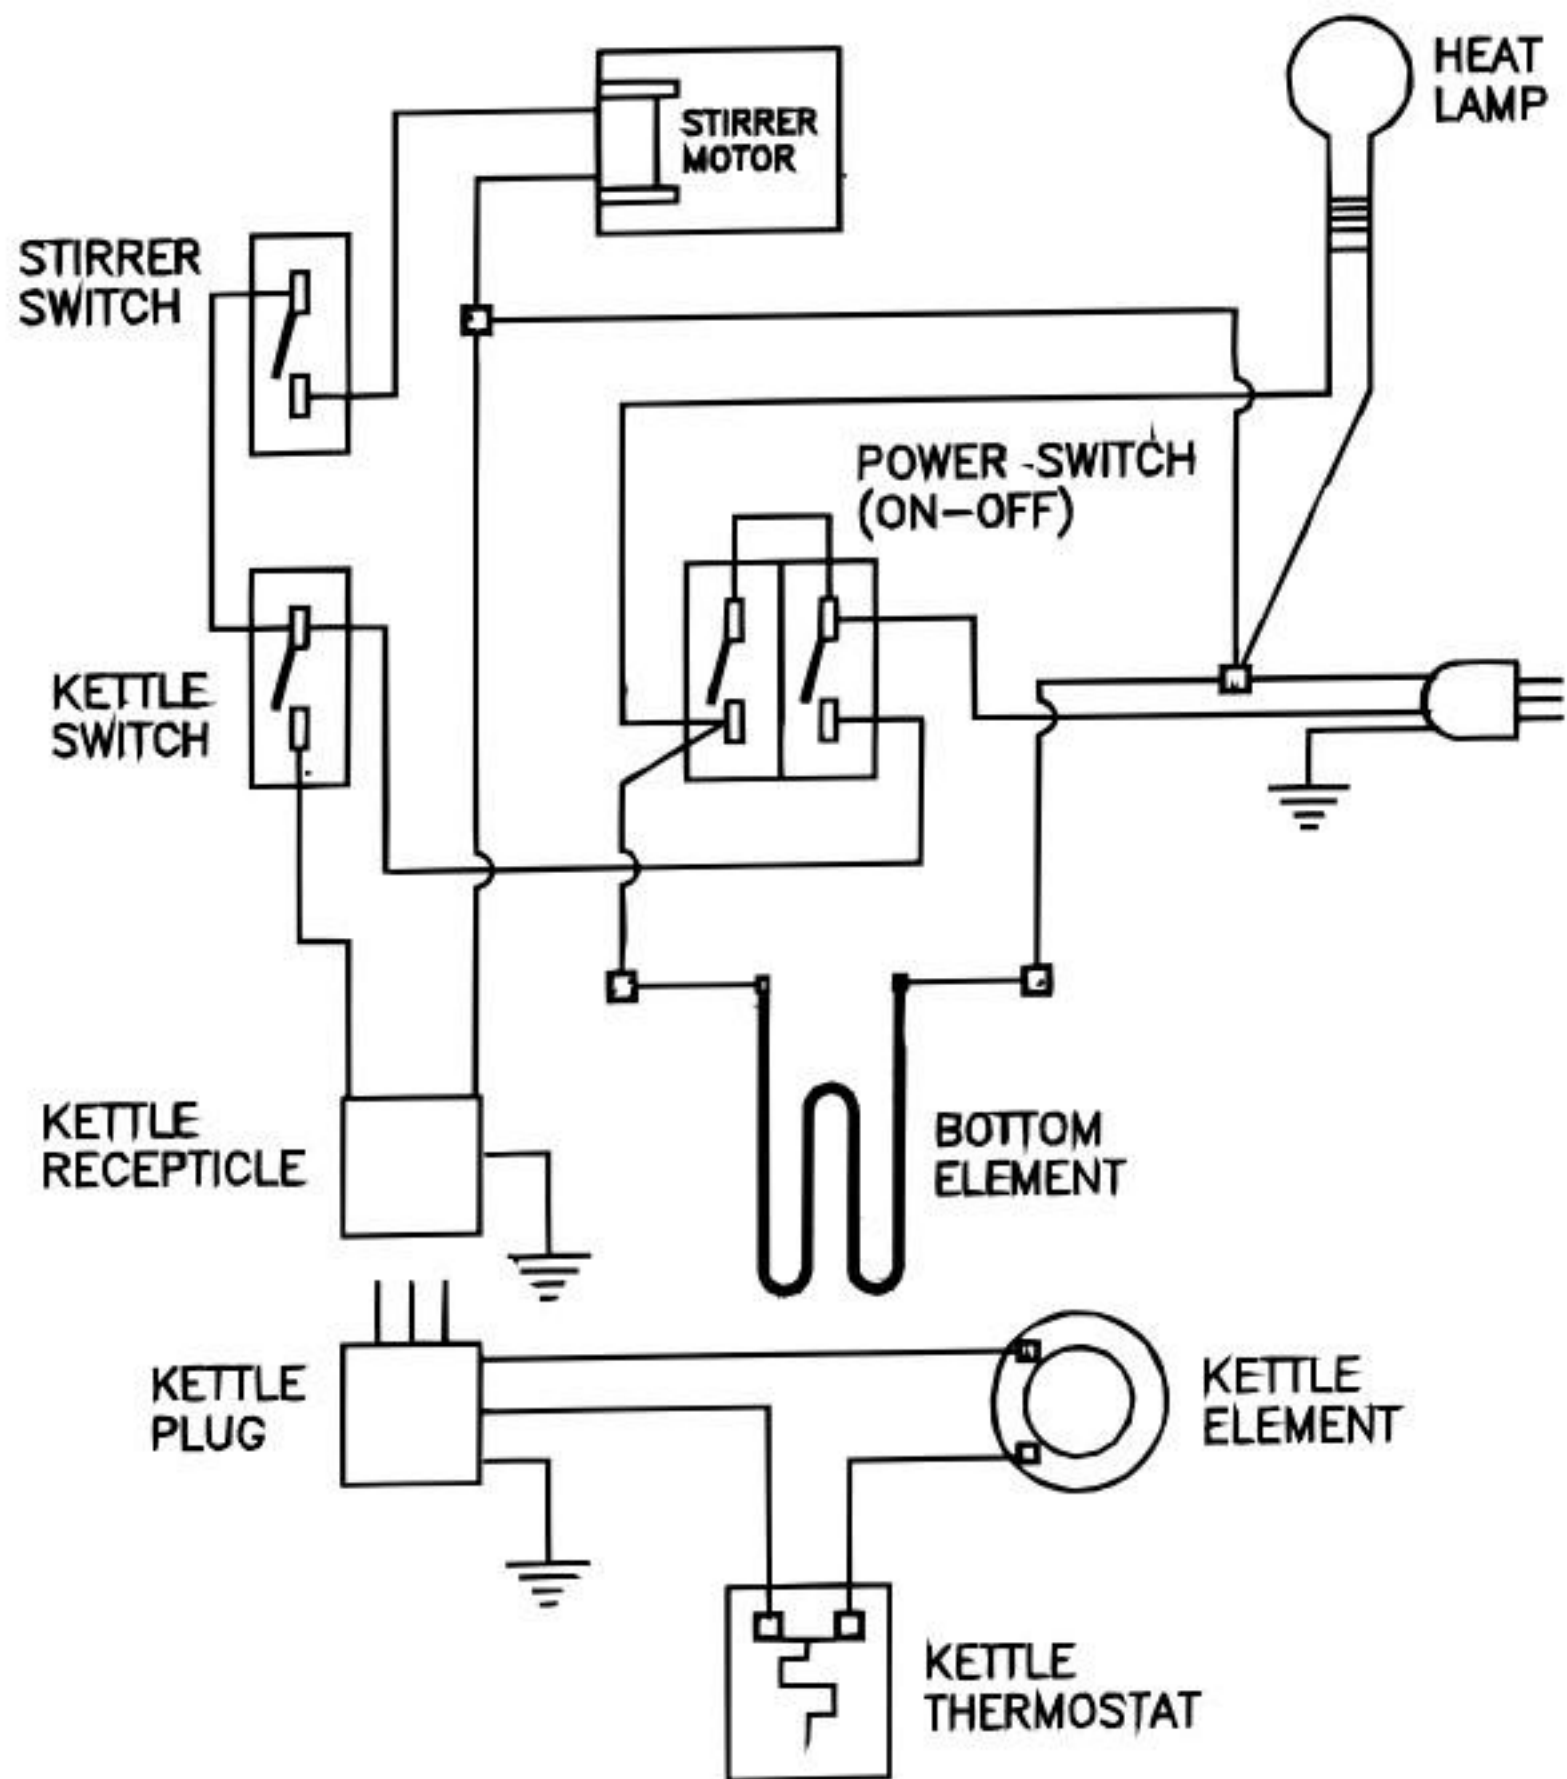 HEAT
LAMP
STIRRER
MOTOR
STIRRER
SWITCH
POWER SWITCH
(ON-OFF)
KETTLE
SWITCH
KETTLE
RECEPTICLE
BOTTOM
ELEMENT
KETTLE
PLUG
KETTLE
ELEMENT
KETTLE
THERMOSTAT